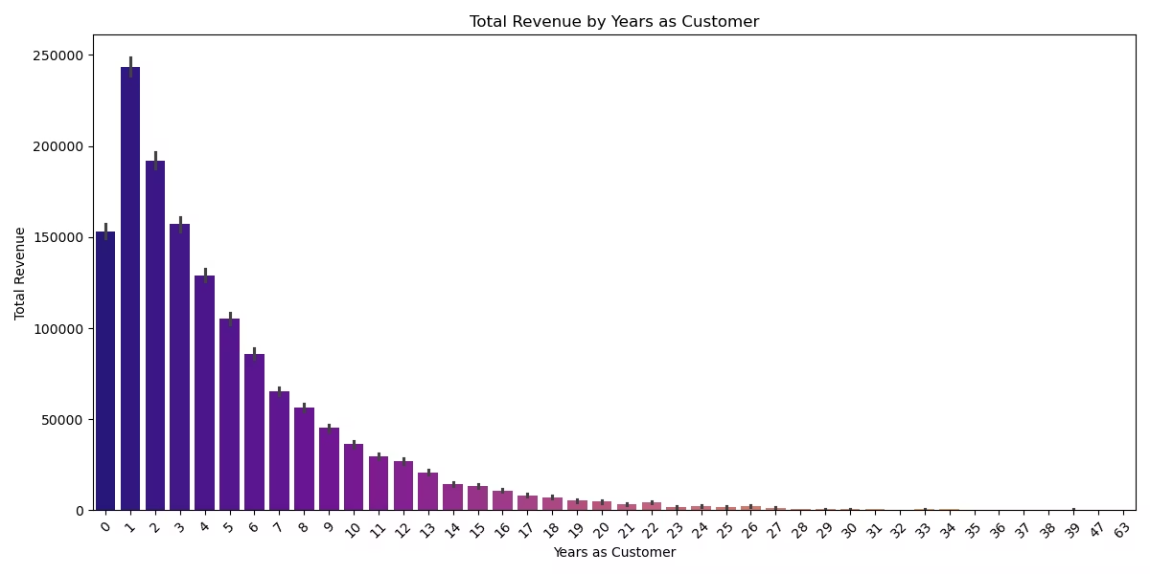 Total Revenue by Years as Customer
Total Revenue
250000
200000
150000
100000
50000
0
0 1 2 3 4 5 6 7 8 9 10 11 12 13 14 15 16 17 18 19 20 21 22 23 24 25 26 27 28 29 30 31 32 33 34 35 36 37 38 39 47 63
Years as Customer